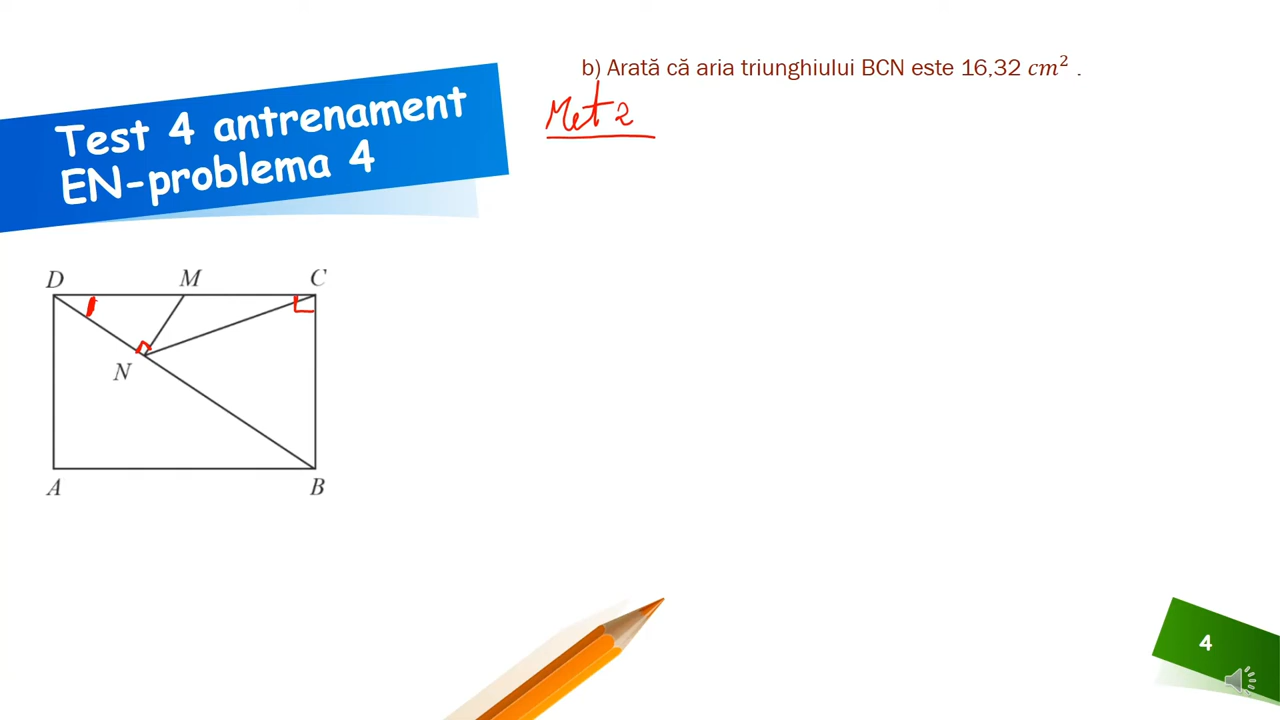 b) Arată că aria triunghiului BCN este 16,32 cm² .
Met 2
Test 4 antrenament
EN-problema 4
D M C
N
A B
4